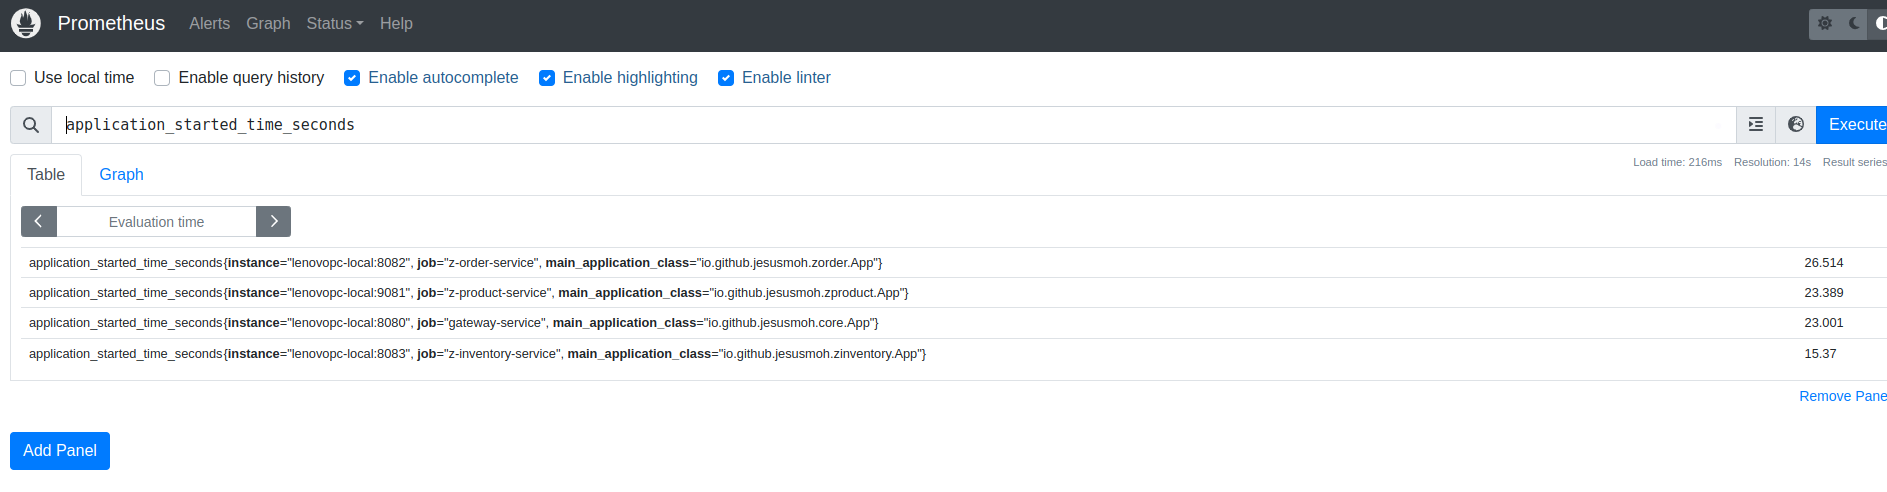 Prometheus Alerts Graph Status Help
Use local time Enable query history Enable autocomplete Enable highlighting Enable linter
application_started_time_seconds Execute
Table Graph Load time: 216ms Resolution: 14s Result series
Evaluation time
application_started_time_seconds{instance="lenovopc-local:8082", job="z-order-service", main_application_class="io.github.jesusmoh.zorder.App"} 26.514
application_started_time_seconds{instance="lenovopc-local:9081", job="z-product-service", main_application_class="io.github.jesusmoh.zproduct.App"} 23.389
application_started_time_seconds{instance="lenovopc-local:8080", job="gateway-service", main_application_class="io.github.jesusmoh.core.App"} 23.001
application_started_time_seconds{instance="lenovopc-local:8083", job="z-inventory-service", main_application_class="io.github.jesusmoh.zinventory.App"} 15.37
Remove Pane
Add Panel